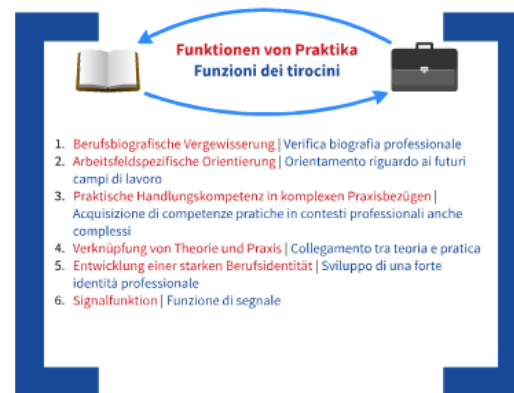 Funktionen von Praktika
Funzioni dei tirocini
1. Berufsbiografische Vergewisserung | Verifica biografia professionale
2. Arbeitsfeldspezifische Orientierung | Orientamento riguardo ai futuri
campi di lavoro
3. Praktische Handlungskompetenz in komplexen Praxisbezügen |
Acquisizione di competenze pratiche in contesti professionali anche
complessi
4. Verknüpfung von Theorie und Praxis | Collegamento tra teoria e pratica
5. Entwicklung einer starken Berufsidentität | Sviluppo di una forte
identità professionale
6. Signalfunktion | Funzione di segnale